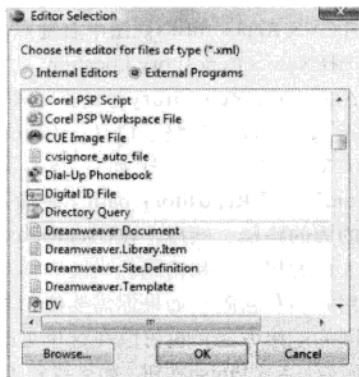 Editor Selection
Choose the editor for files of type (*.xml)
Internal Editors External Programs
Corel PSP Script
Corel PSP Workspace File
CUE Image File
cvsignore_auto_file
Dial-Up Phonebook
Digital ID File
Directory Query
Dreamweaver.Document
Dreamweaver.Library.Item
Dreamweaver.Site.Definition
Dreamweaver.Template
DV
Browse... OK Cancel